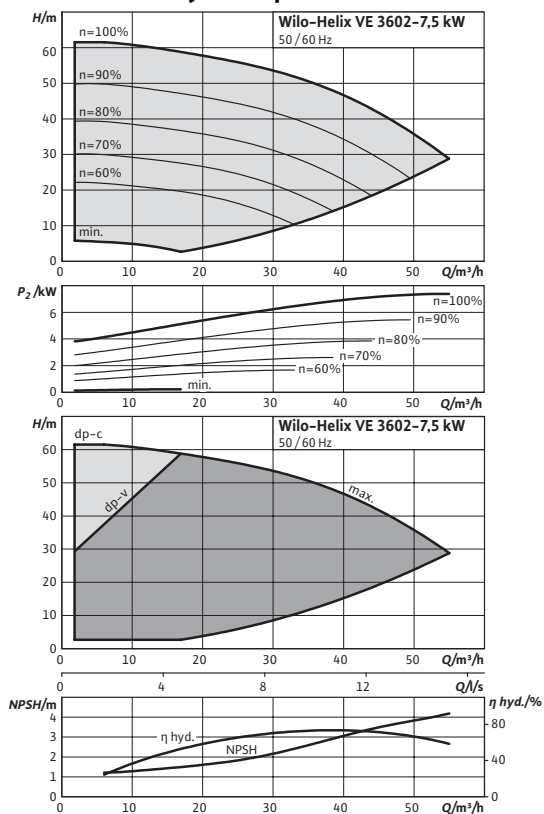 H/m
Wilo-Helix VE 3602-7,5 kW
50 / 60 Hz
n=100%
60
n=90%
50
n=80%
40
n=70%
30
n=60%
20
10
min.
0
0 10 20 30 40 50 Q/m³/h
P₂/kW
6
n=100%
n=90%
4
n=80%
n=70%
2
n=60%
min.
0
0 10 20 30 40 50 Q/m³/h
H/m
Wilo-Helix VE 3602-7,5 kW
50 / 60 Hz
dp-c
60
max.
50
dp-v
40
30
20
10
0
0 10 20 30 40 50 Q/m³/h
0 4 8 12 Q/l/s
NPSH/m
η hyd./%
4
80
3
η hyd.
NPSH
2
40
1
0
0
0 10 20 30 40 50 Q/m³/h